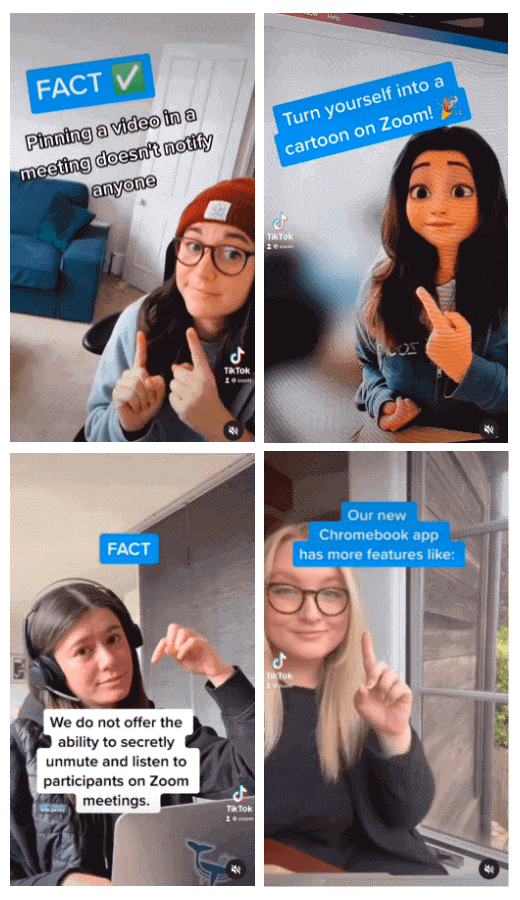 FACT ✅
Pinning a video in a
meeting doesn't notify
anyone
TikTok
@ zoom
Help
Turn yourself into a
cartoon on Zoom! 🎉
TikTok
@ zoom
zoom
FACT
We do not offer the
ability to secretly
unmute and listen to
participants on Zoom
meetings.
TikTok
@ zoom
Our new
Chromebook app
has more features like:
TikTok
@ zoom